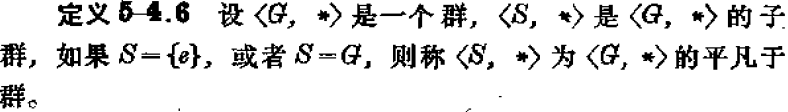 定义5-4.6 设〈G, *〉是一个群,〈S, *〉是〈G, *〉的子
群, 如果 S={e}, 或者 S=G, 则称〈S, *〉为〈G, *〉的平凡于
群。